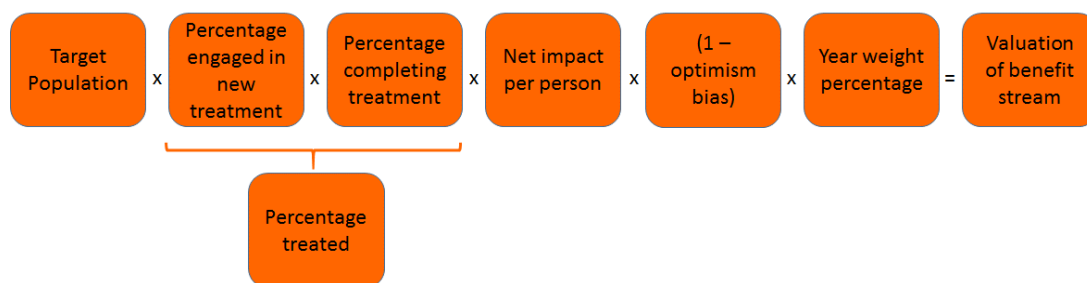 Target
Population
x
Percentage
engaged in
new
treatment
x
Percentage
completing
treatment
x
Net impact
per person
x
(1 –
optimism
bias)
x
Year weight
percentage
=
Valuation
of benefit
stream
Percentage
treated